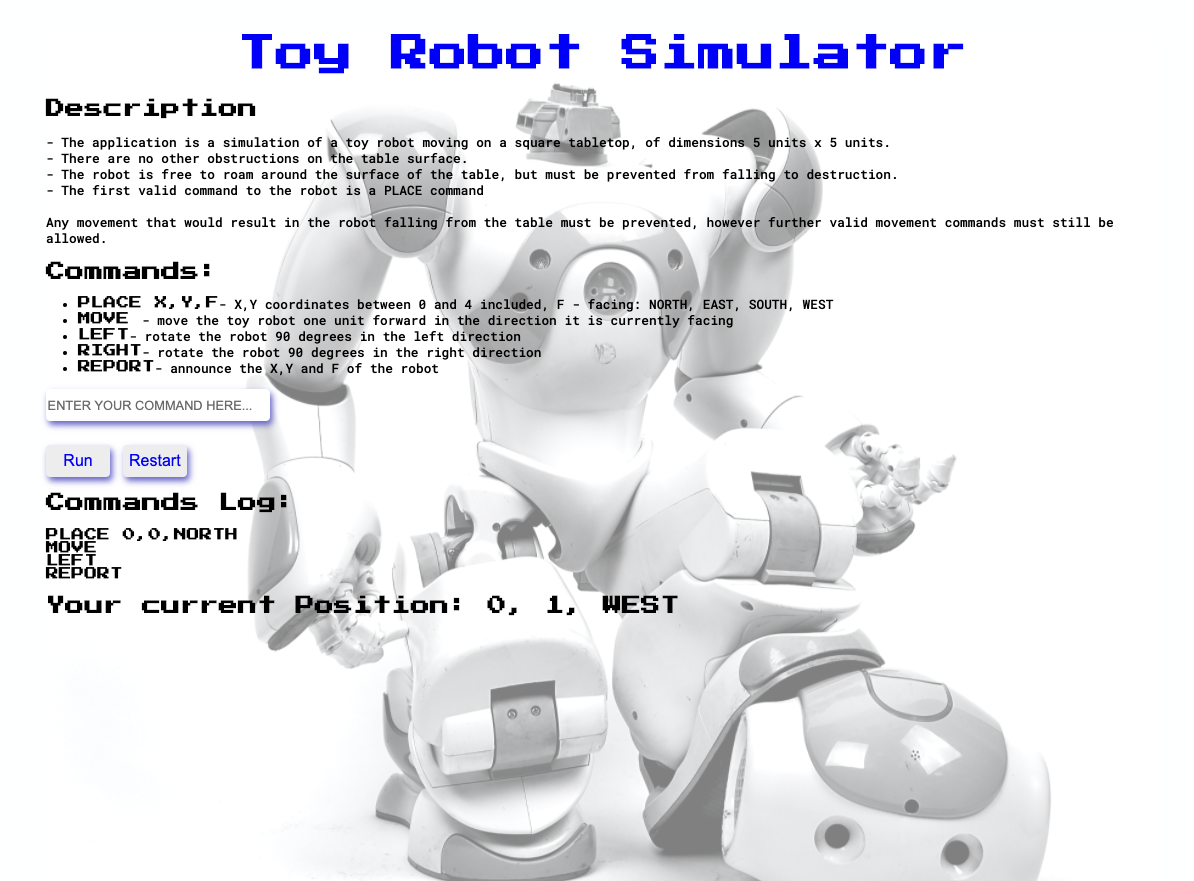 Toy Robot Simulator
Description
- The application is a simulation of a toy robot moving on a square tabletop, of dimensions 5 units x 5 units.
- There are no other obstructions on the table surface.
- The robot is free to roam around the surface of the table, but must be prevented from falling to destruction.
- The first valid command to the robot is a PLACE command
Any movement that would result in the robot falling from the table must be prevented, however further valid movement commands must still be
allowed.
Commands:
• PLACE X,Y,F- X,Y coordinates between 0 and 4 included, F - facing: NORTH, EAST, SOUTH, WEST
• MOVE - move the toy robot one unit forward in the direction it is currently facing
• LEFT- rotate the robot 90 degrees in the left direction
• RIGHT- rotate the robot 90 degrees in the right direction
• REPORT- announce the X,Y and F of the robot
ENTER YOUR COMMAND HERE...
Run Restart
Commands Log:
PLACE 0,0,NORTH
MOVE
LEFT
REPORT
Your current Position: 0, 1, WEST